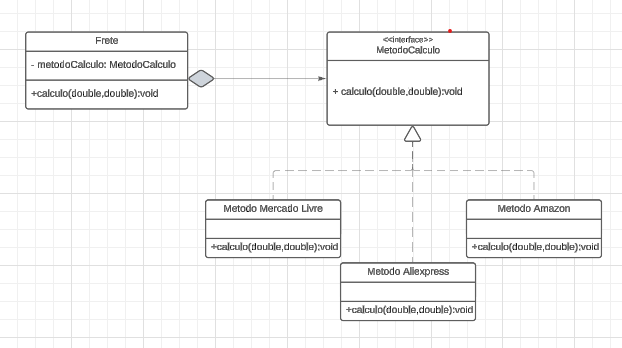 Frete
- metodoCalculo: MetodoCalculo
+calculo(double,double):void
<<interface>>
MetodoCalculo
+ calculo(double,double):void
Metodo Mercado Livre
+calculo(double,double):void
Metodo Aliexpress
+calculo(double,double):void
Metodo Amazon
+calculo(double,double):void